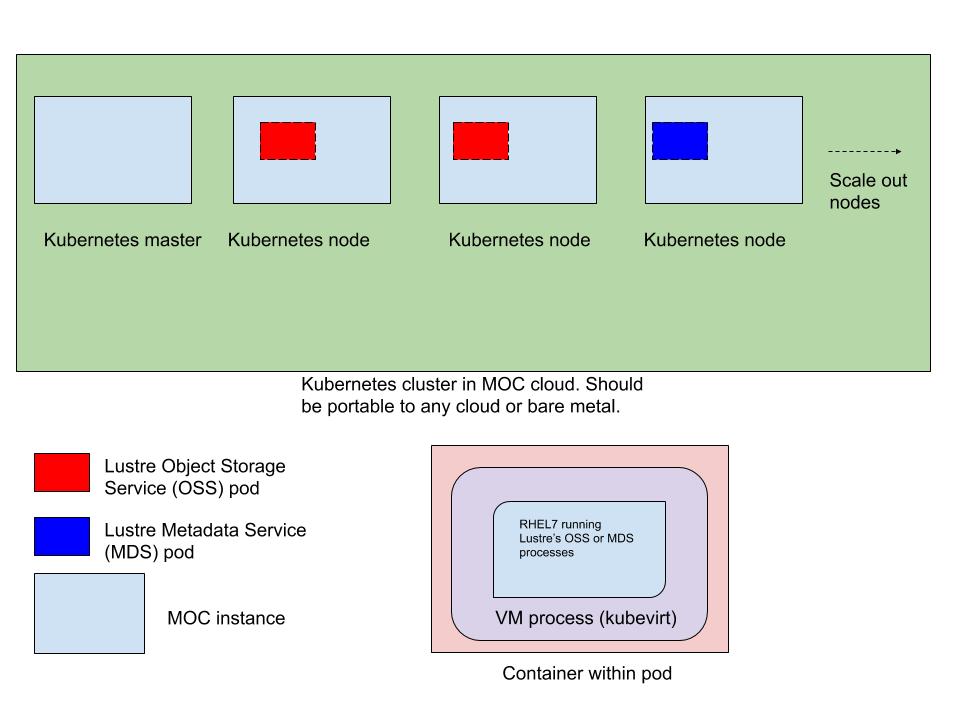 Scale out
nodes
Kubernetes master
Kubernetes node
Kubernetes node
Kubernetes node
Kubernetes cluster in MOC cloud. Should
be portable to any cloud or bare metal.
Lustre Object Storage
Service (OSS) pod
Lustre Metadata Service
(MDS) pod
MOC instance
RHEL7 running
Lustre's OSS or MDS
processes
VM process (kubevirt)
Container within pod